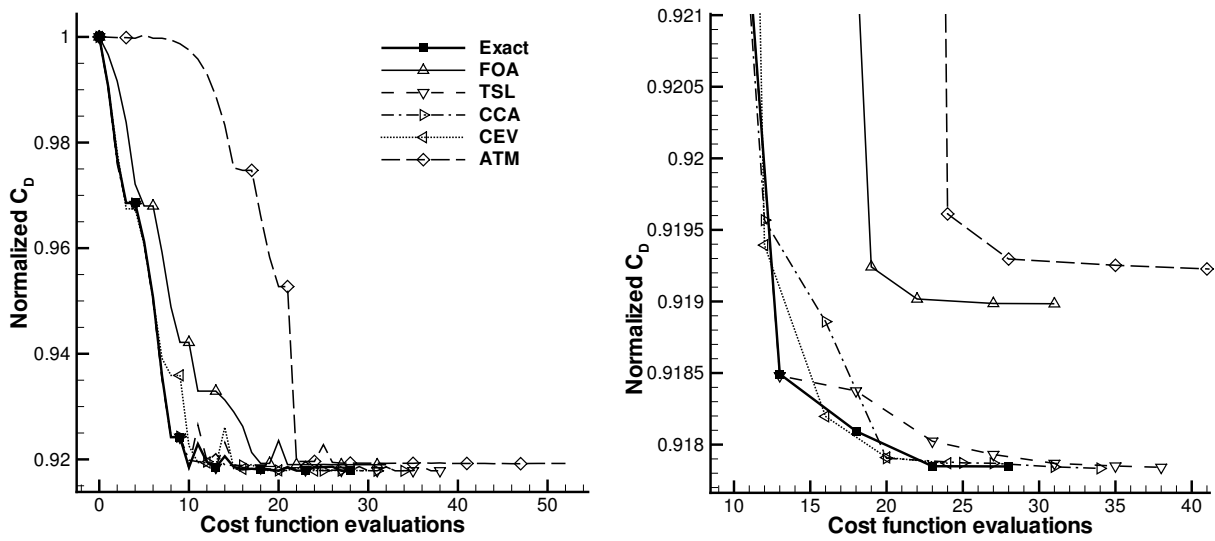 1
0.98
0.96
0.94
0.92
Normalized C_D
0 10 20 30 40 50
Cost function evaluations
Exact
FOA
TSL
CCA
CEV
ATM
0.921
0.9205
0.92
0.9195
0.919
0.9185
0.918
Normalized C_D
10 15 20 25 30 35 40
Cost function evaluations